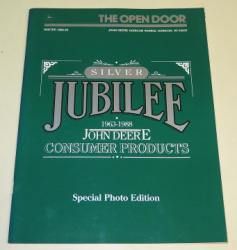 THE OPEN DOOR
SILVER
JUBILEE
1963-1988
JOHN DEERE
CONSUMER PRODUCTS
Special Photo Edition